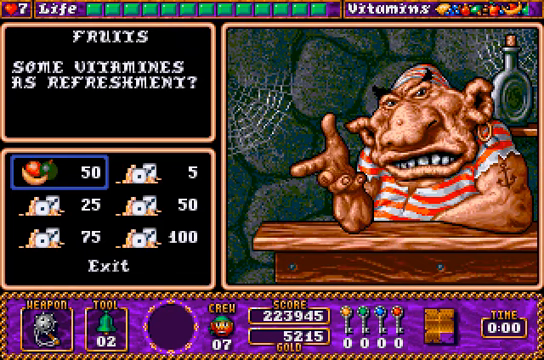 7 Life
Vitamins
FRUITS
SOME VITAMINES
AS REFRESHMENT?
50
5
25
50
75
100
Exit
WEAPON
TOOL
02
CREW
07
SCORE
223945
5215
GOLD
0 0 0 0
TIME
0:00